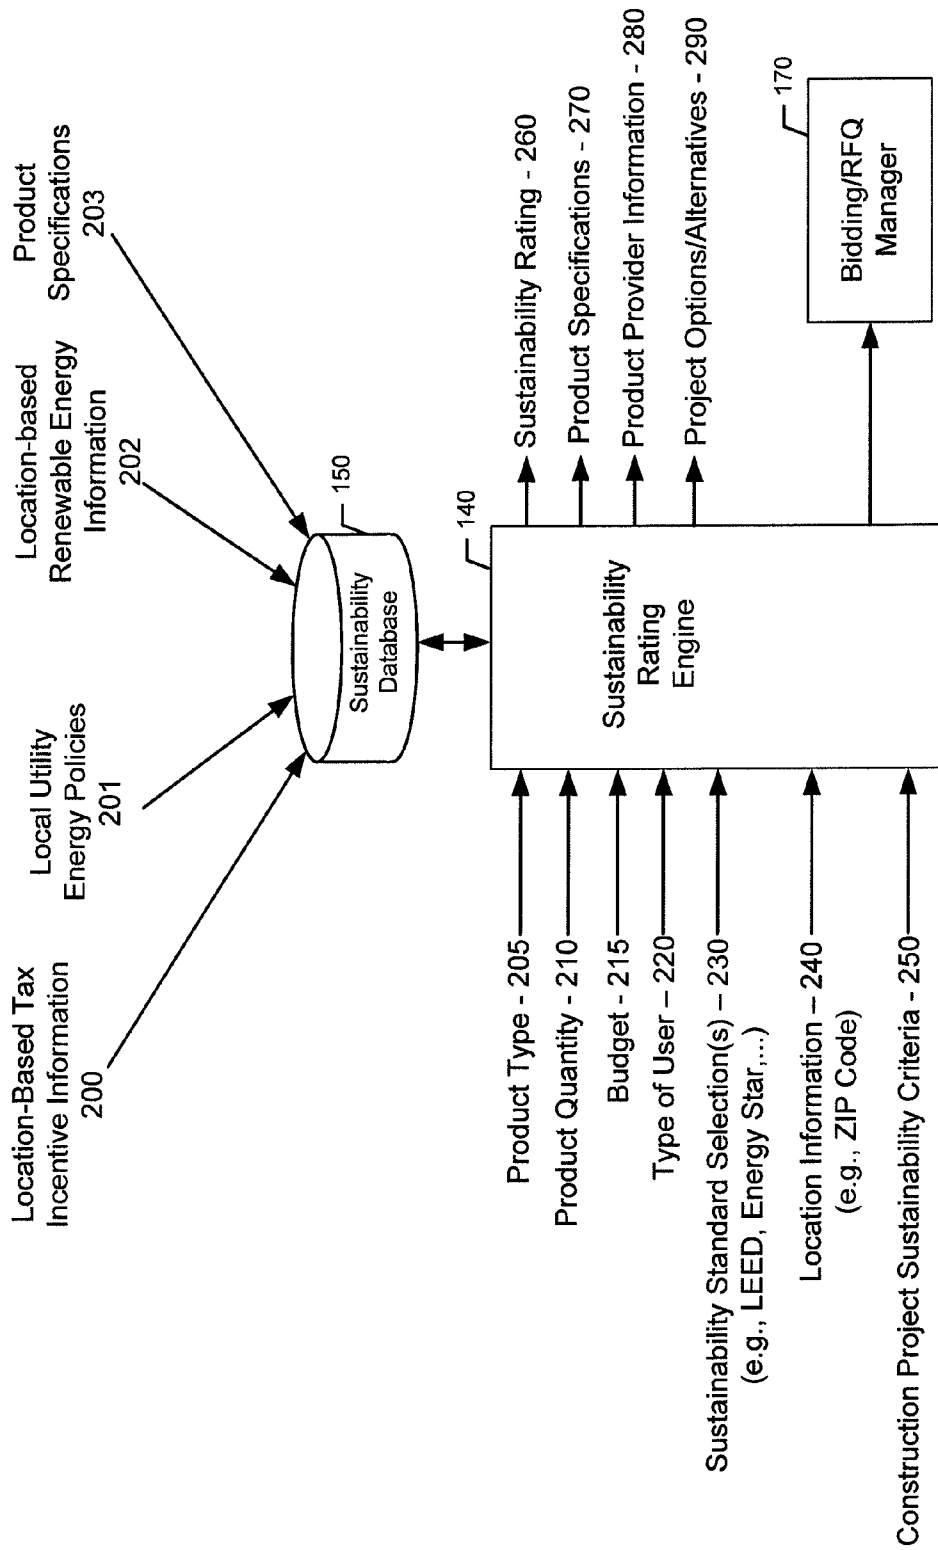 Location-Based Tax
Incentive Information
200
Local Utility
Energy Policies
201
Location-based
Renewable Energy
Information
202
Product
Specifications
203
Sustainability
Database
150
140
Product Type - 205
Product Quantity - 210
Budget - 215
Type of User – 220
Sustainability Standard Selection(s) – 230
(e.g., LEED, Energy Star,...)
Location Information – 240
(e.g., ZIP Code)
Construction Project Sustainability Criteria - 250
Sustainability
Rating
Engine
Sustainability Rating - 260
Product Specifications - 270
Product Provider Information - 280
Project Options/Alternatives - 290
170
Bidding/RFQ
Manager